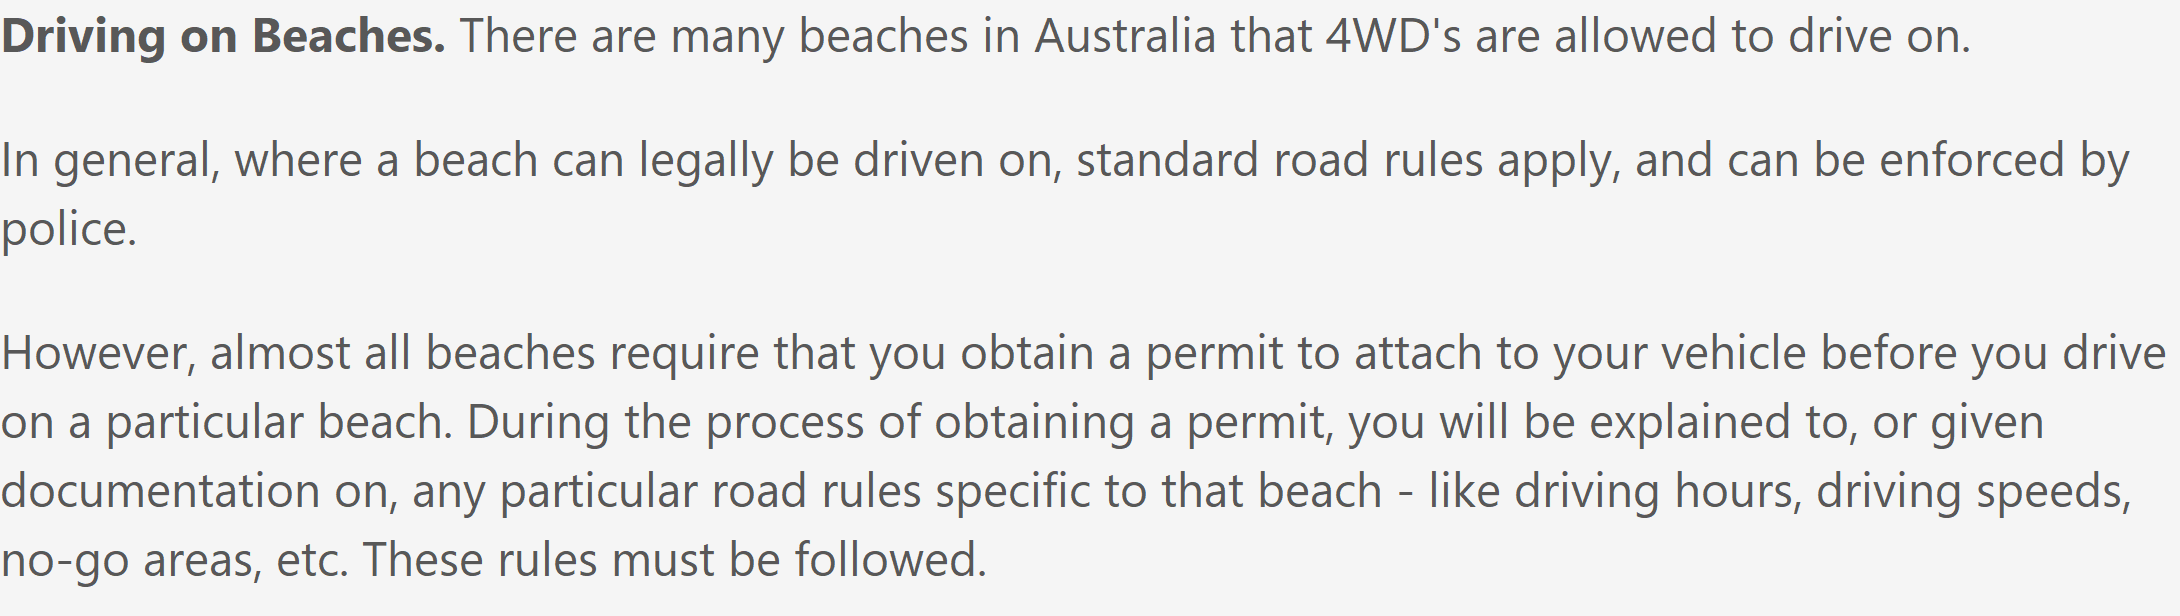 Driving on Beaches. There are many beaches in Australia that 4WD's are allowed to drive on.
In general, where a beach can legally be driven on, standard road rules apply, and can be enforced by
police.
However, almost all beaches require that you obtain a permit to attach to your vehicle before you drive
on a particular beach. During the process of obtaining a permit, you will be explained to, or given
documentation on, any particular road rules specific to that beach - like driving hours, driving speeds,
no-go areas, etc. These rules must be followed.